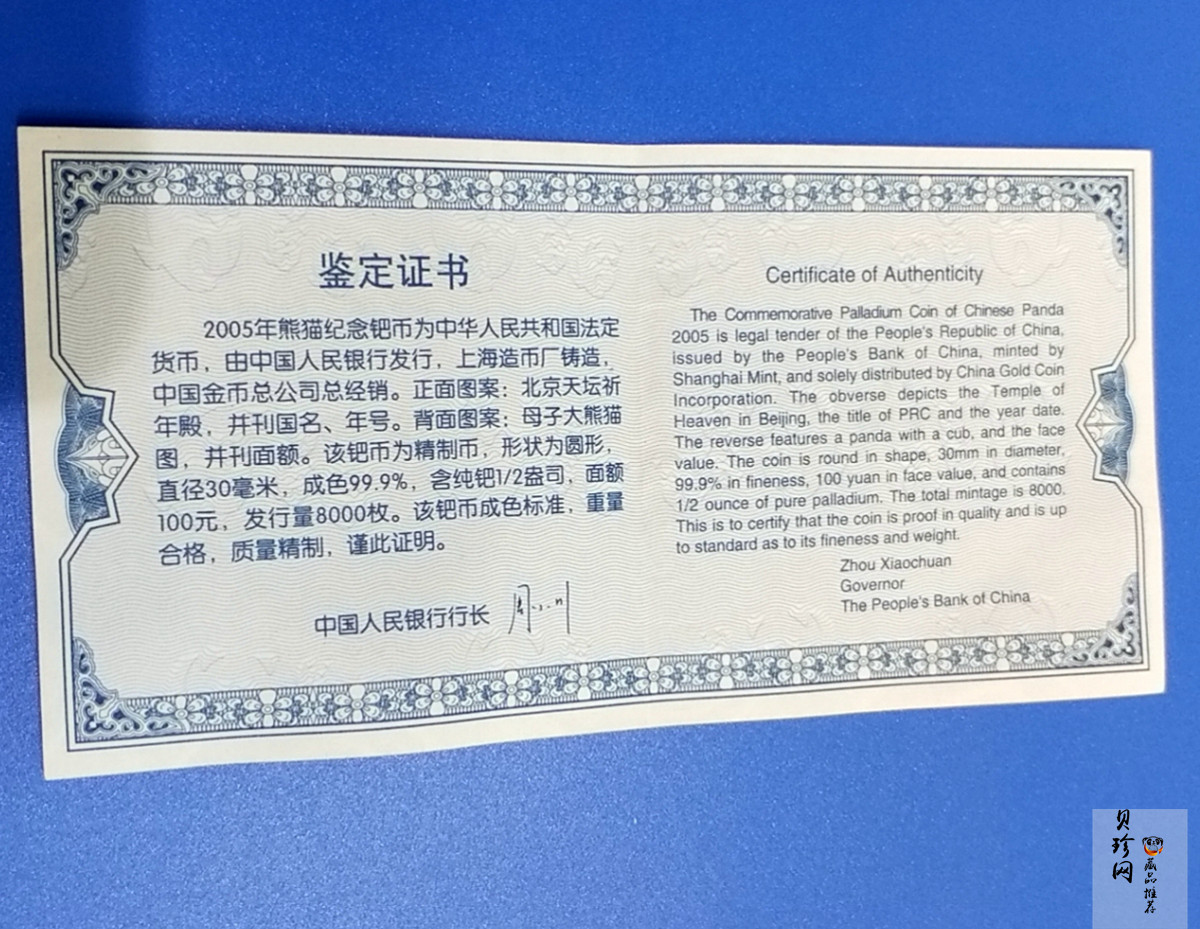 鉴定证书
2005年熊猫纪念钯币为中华人民共和国法定
货币，由中国人民银行发行，上海造币厂铸造，
中国金币总公司总经销。正面图案：北京天坛祈
年殿，并刊国名、年号。背面图案：母子大熊猫
图，并刊面额。该钯币为精制币，形状为圆形，
直径30毫米，成色99.9%，含纯钯1/2盎司，面额
100元，发行量8000枚。该钯币成色标准，重量
合格，质量精制，谨此证明。
中国人民银行行长 周小川
Certificate of Authenticity
The Commemorative Palladium Coin of Chinese Panda
2005 is legal tender of the People's Republic of China,
issued by the People's Bank of China, minted by
Shanghai Mint, and solely distributed by China Gold Coin
Incorporation. The obverse depicts the Temple of
Heaven in Beijing, the title of PRC and the year date.
The reverse features a panda with a cub, and the face
value. The coin is round in shape, 30mm in diameter,
99.9% in fineness, 100 yuan in face value, and contains
1/2 ounce of pure palladium. The total mintage is 8000.
This is to certify that the coin is proof in quality and is up
to standard as to its fineness and weight.
Zhou Xiaochuan
Governor
The People's Bank of China
贝珍网
藏品推荐